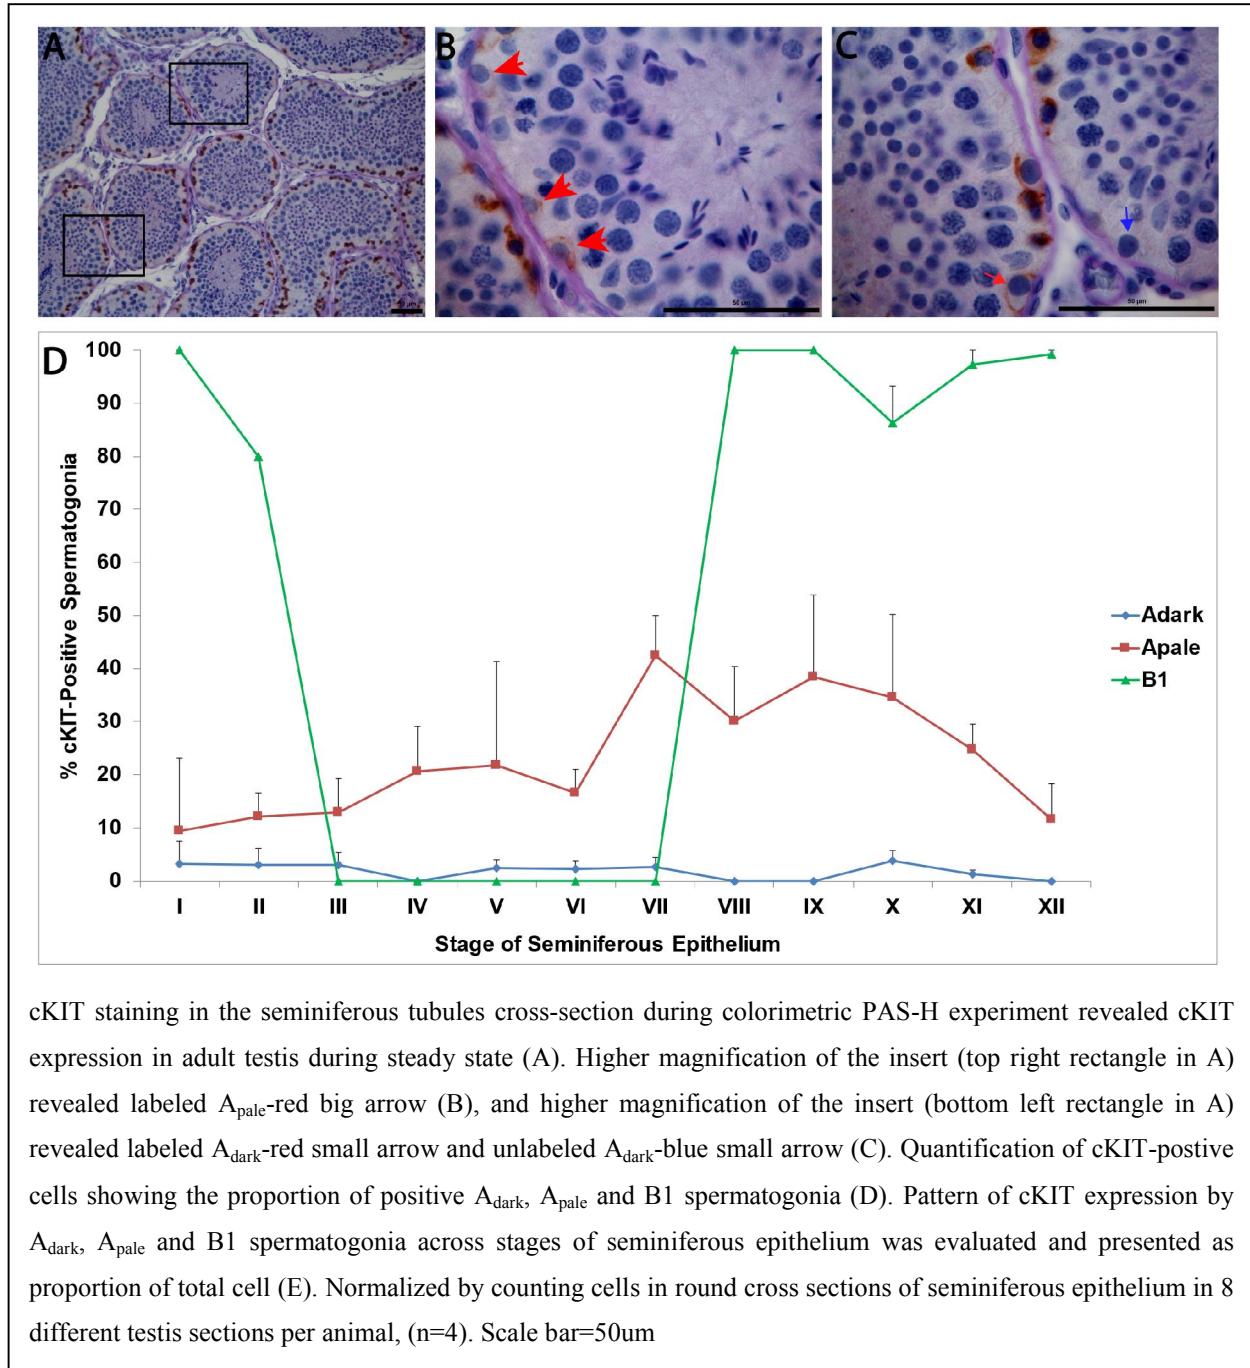 A
B
C
50 µm
50 µm
50 µm
D
% cKIT-Positive Spermatogonia
100
90
80
70
60
50
40
30
20
10
0
I II III IV V VI VII VIII IX X XI XII
Stage of Seminiferous Epithelium
Adark
Apale
B1
cKIT staining in the seminiferous tubules cross-section during colorimetric PAS-H experiment revealed cKIT
expression in adult testis during steady state (A). Higher magnification of the insert (top right rectangle in A)
revealed labeled Apale-red big arrow (B), and higher magnification of the insert (bottom left rectangle in A)
revealed labeled Adark-red small arrow and unlabeled Adark-blue small arrow (C). Quantification of cKIT-postive
cells showing the proportion of positive Adark, Apale and B1 spermatogonia (D). Pattern of cKIT expression by
Adark, Apale and B1 spermatogonia across stages of seminiferous epithelium was evaluated and presented as
proportion of total cell (E). Normalized by counting cells in round cross sections of seminiferous epithelium in 8
different testis sections per animal, (n=4). Scale bar=50um